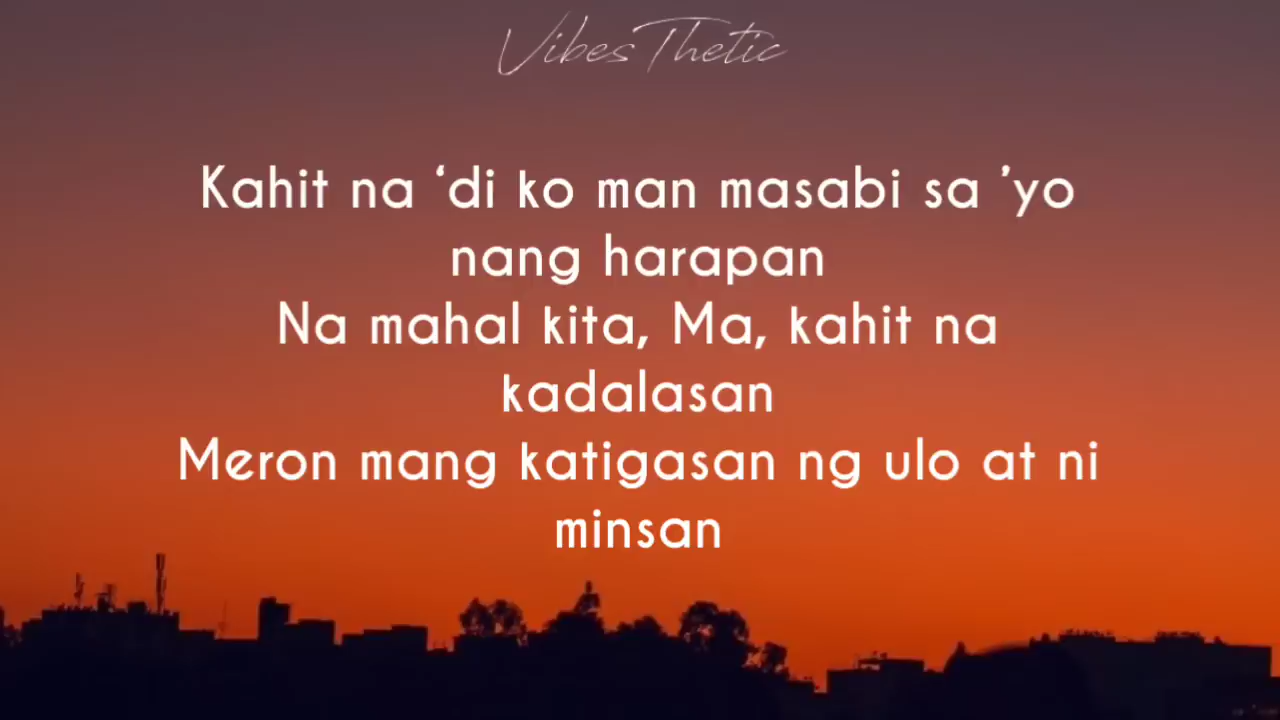 VibesThetic
Kahit na ‘di ko man masabi sa ’yo
nang harapan
Na mahal kita, Ma, kahit na
kadalasan
Meron mang katigasan ng ulo at ni
minsan